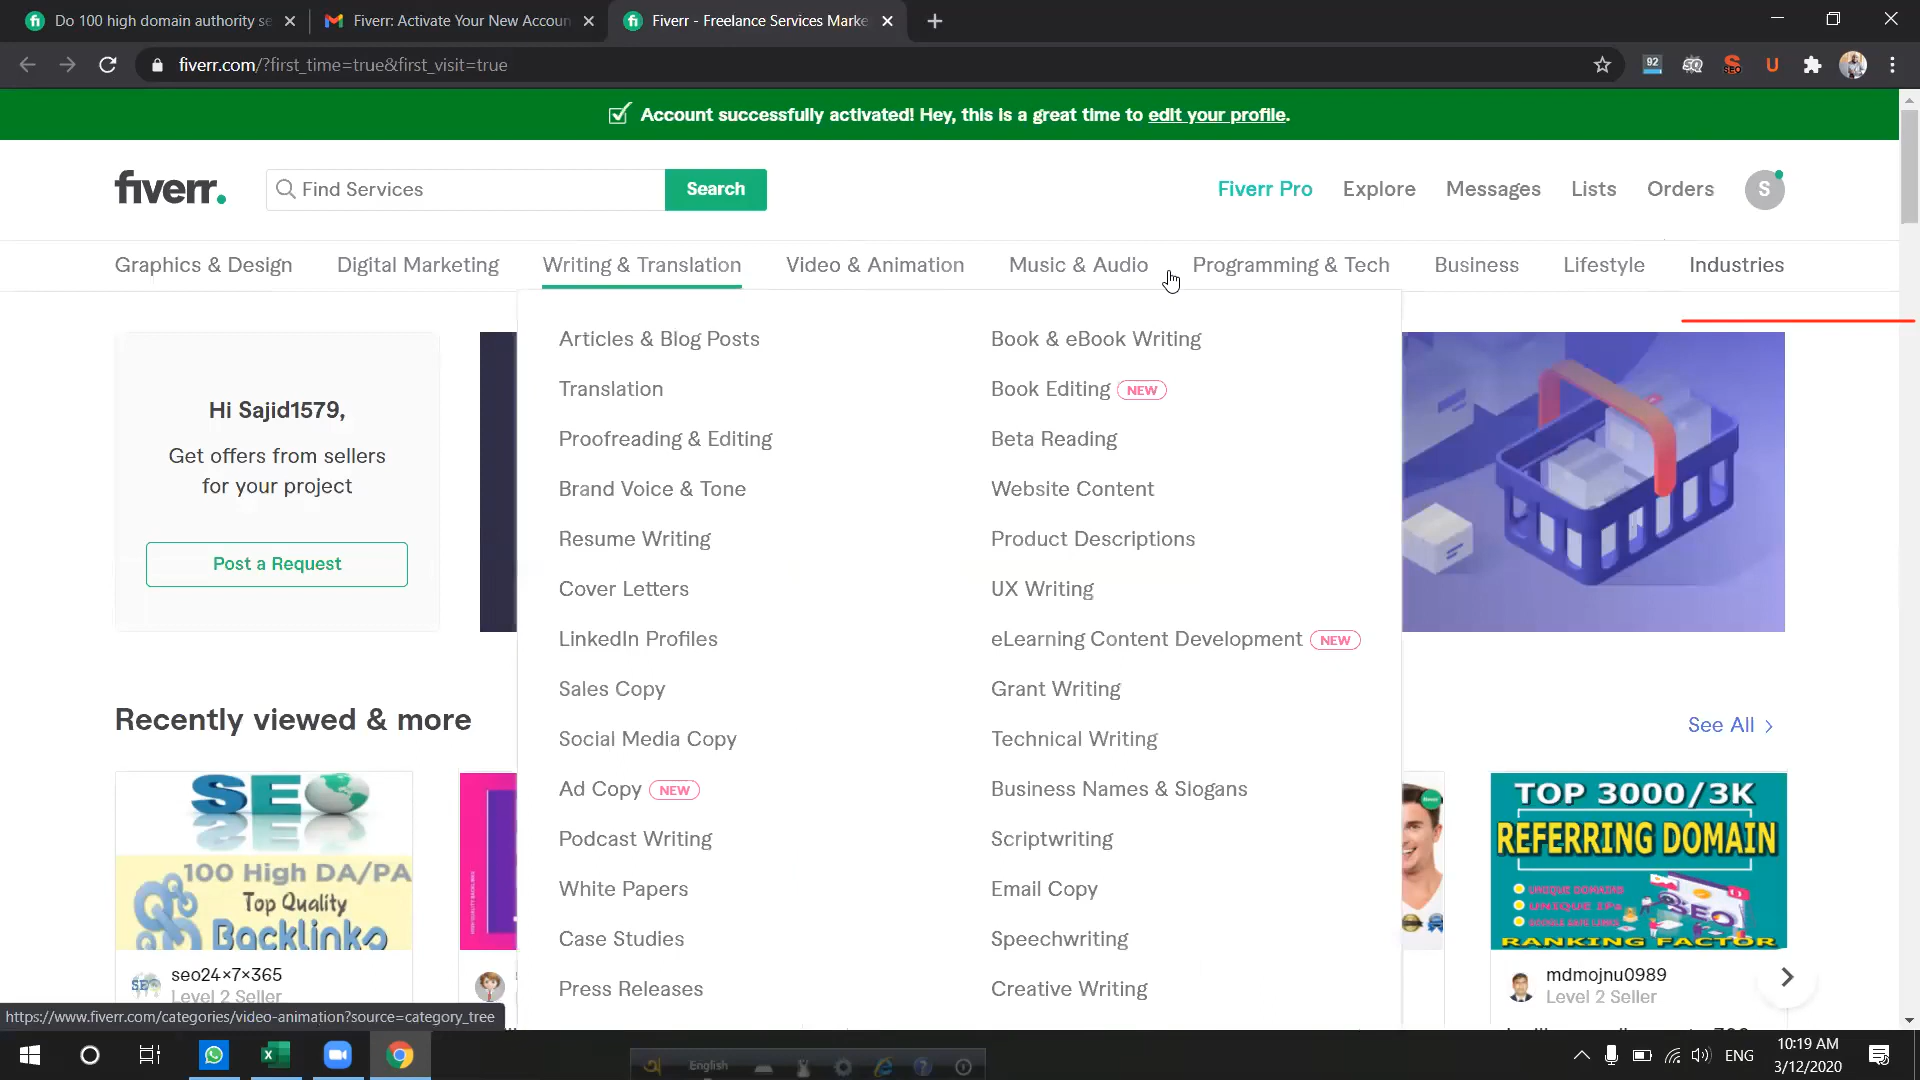 Do 100 high domain authority se
Fiverr: Activate Your New Accoun
Fiverr - Freelance Services Marke
fiverr.com/?first_time=true&first_visit=true
92
SEO
U
Account successfully activated! Hey, this is a great time to edit your profile.
fiverr.
Find Services
Search
Fiverr Pro
Explore
Messages
Lists
Orders
S
Graphics & Design
Digital Marketing
Writing & Translation
Video & Animation
Music & Audio
Programming & Tech
Business
Lifestyle
Industries
Hi Sajid1579,
Get offers from sellers
for your project
Post a Request
Articles & Blog Posts
Translation
Proofreading & Editing
Brand Voice & Tone
Resume Writing
Cover Letters
LinkedIn Profiles
Sales Copy
Social Media Copy
Ad Copy NEW
Podcast Writing
White Papers
Case Studies
Press Releases
Book & eBook Writing
Book Editing NEW
Beta Reading
Website Content
Product Descriptions
UX Writing
eLearning Content Development NEW
Grant Writing
Technical Writing
Business Names & Slogans
Scriptwriting
Email Copy
Speechwriting
Creative Writing
Recently viewed & more
See All
SEO
100 High DA/PA
Top Quality
Backlinks
seo24x7x365
Level 2 Seller
TOP 3000/3K
REFERRING DOMAIN
UNIQUE DOMAINS
UNIQUE IPs
SEO
RANKING FACTOR
mdmojnu0989
Level 2 Seller
https://www.fiverr.com/categories/video-animation?source=category_tree
English
ENG
10:19 AM
3/12/2020